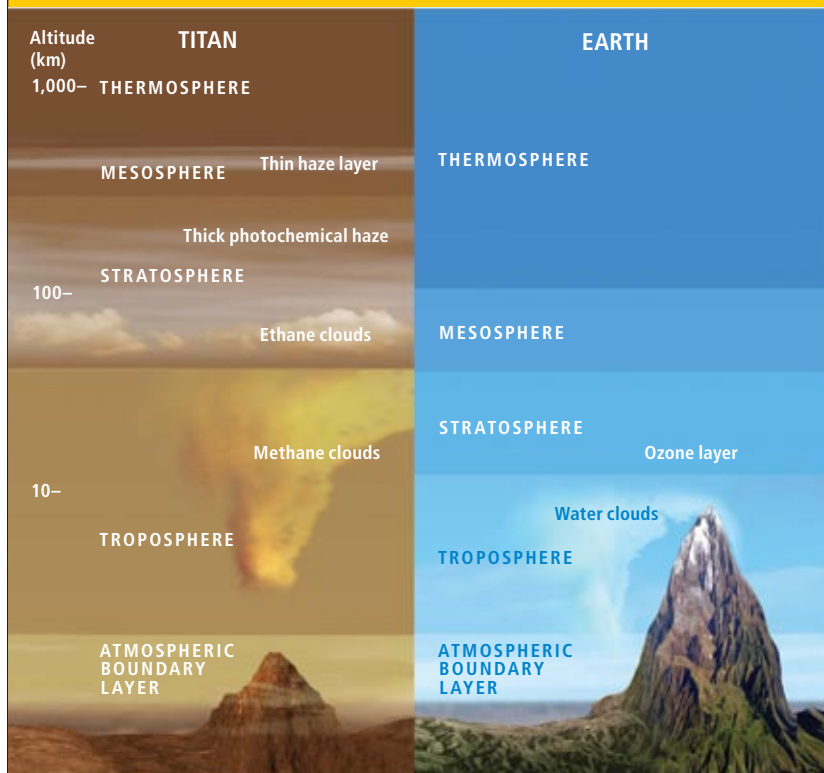 Altitude
(km)
TITAN
1,000–
THERMOSPHERE
MESOSPHERE
Thin haze layer
Thick photochemical haze
STRATOSPHERE
100–
Ethane clouds
Methane clouds
10–
TROPOSPHERE
ATMOSPHERIC
BOUNDARY
LAYER
EARTH
THERMOSPHERE
MESOSPHERE
STRATOSPHERE
Ozone layer
Water clouds
TROPOSPHERE
ATMOSPHERIC
BOUNDARY
LAYER